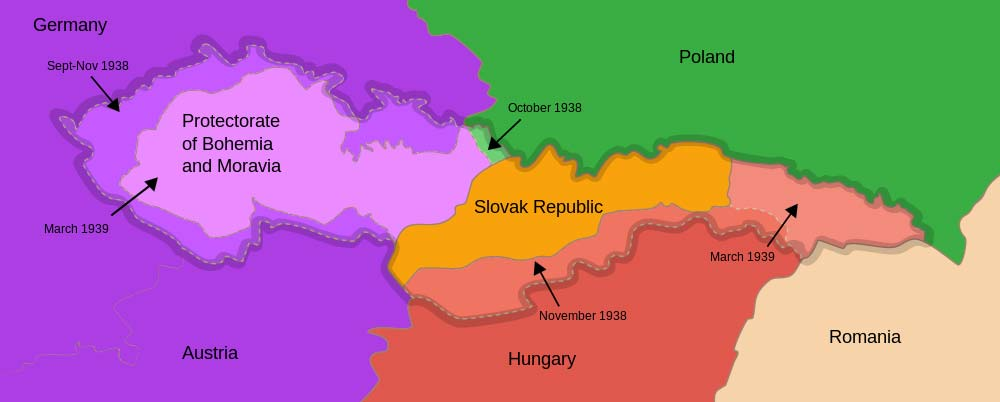 Germany
Poland
Sept-Nov 1938
October 1938
Protectorate
of Bohemia
and Moravia
Slovak Republic
March 1939
March 1939
November 1938
Romania
Austria
Hungary